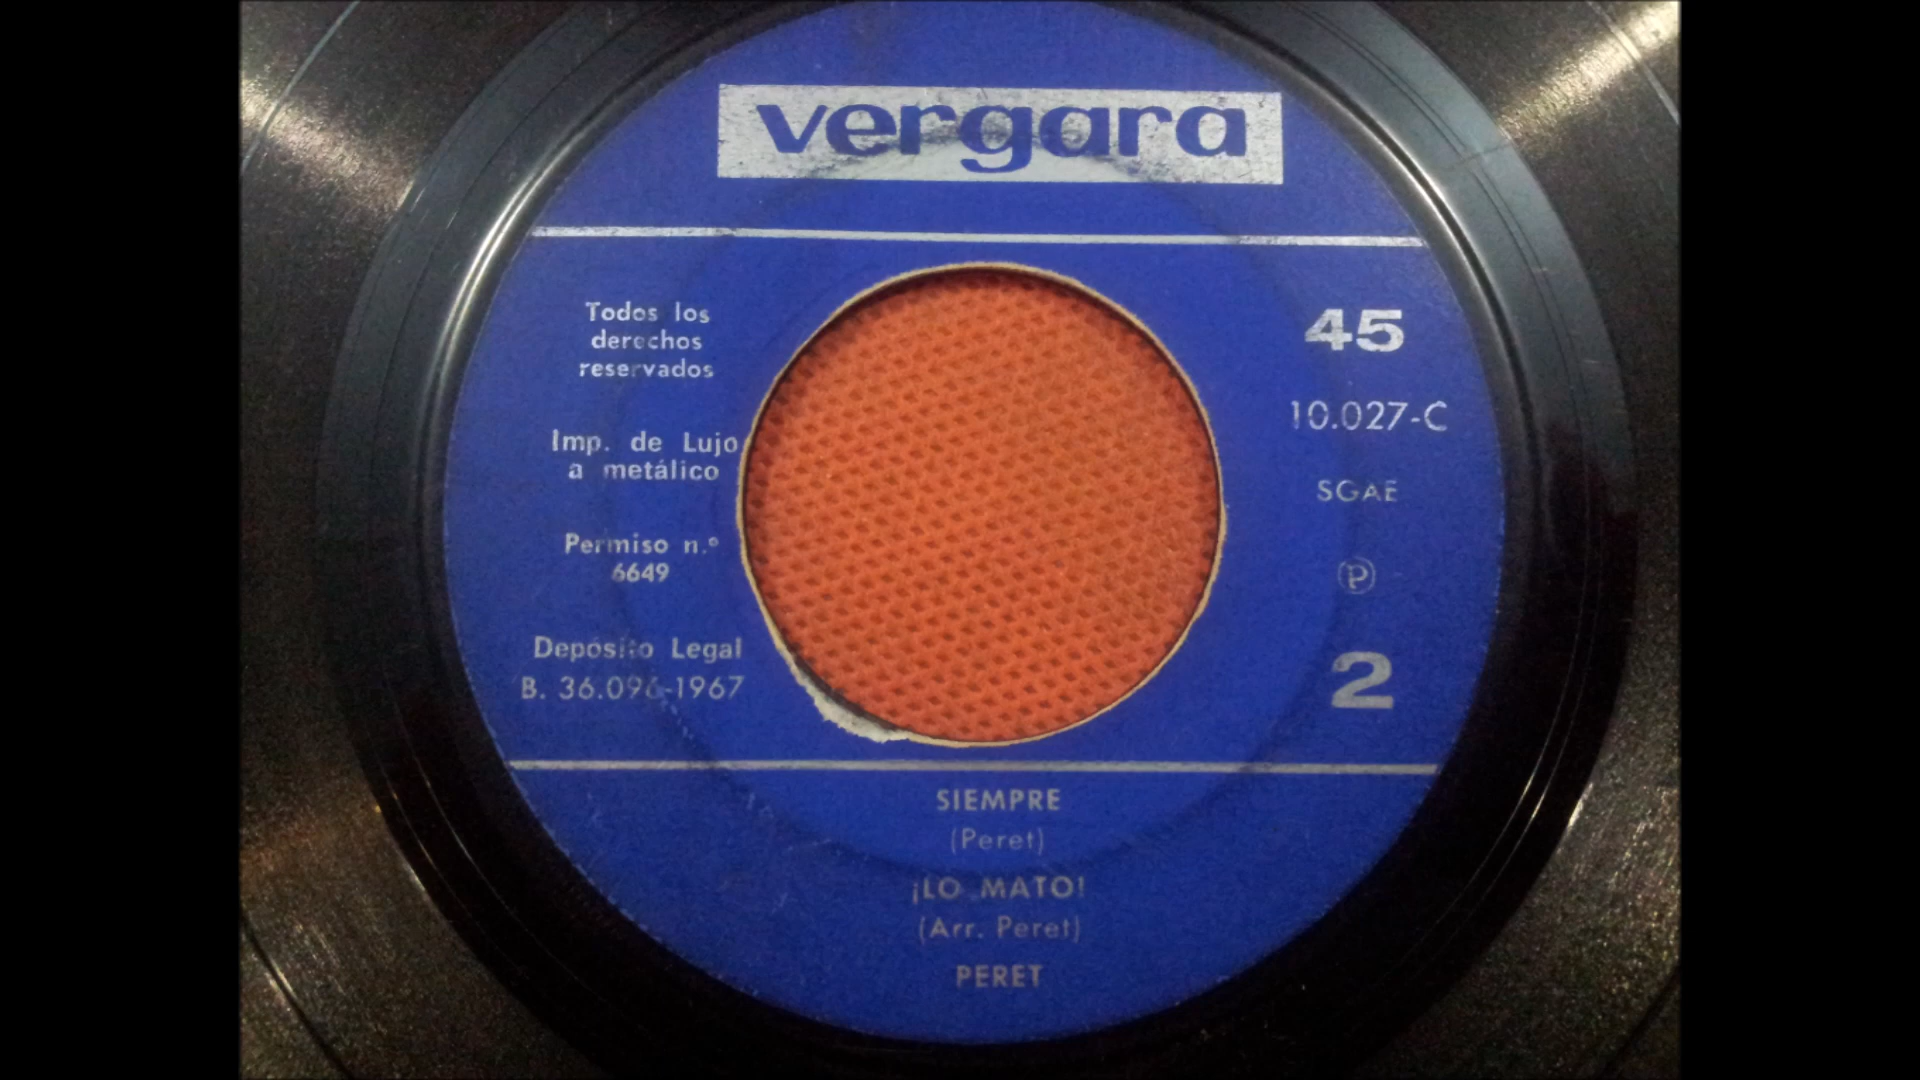 vergara
Todos los
derechos
reservados
Imp. de Lujo
a metálico
Permiso n.º
6649
Depósito Legal
B. 36.096-1967
45
10.027-C
SGAE
Ⓟ
2
SIEMPRE
(Peret)
¡LO MATO!
(Arr. Peret)
PERET